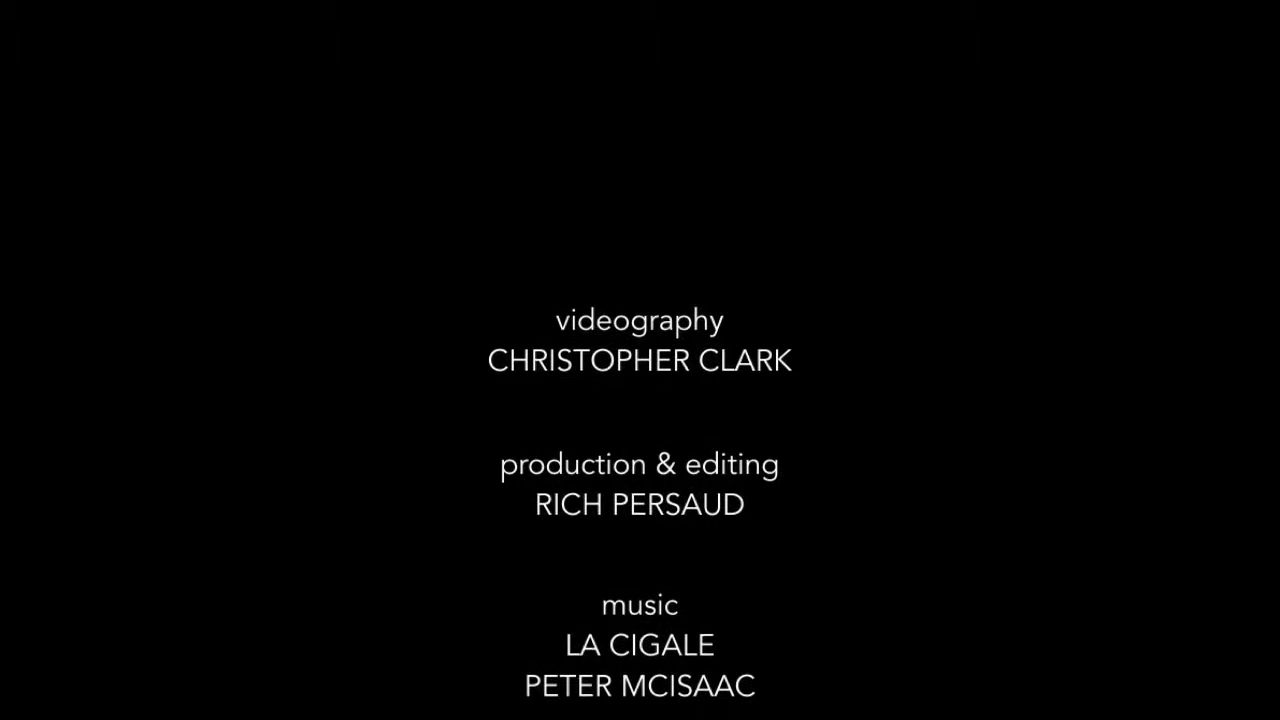 videography
CHRISTOPHER CLARK
production & editing
RICH PERSAUD
music
LA CIGALE
PETER MCISAAC